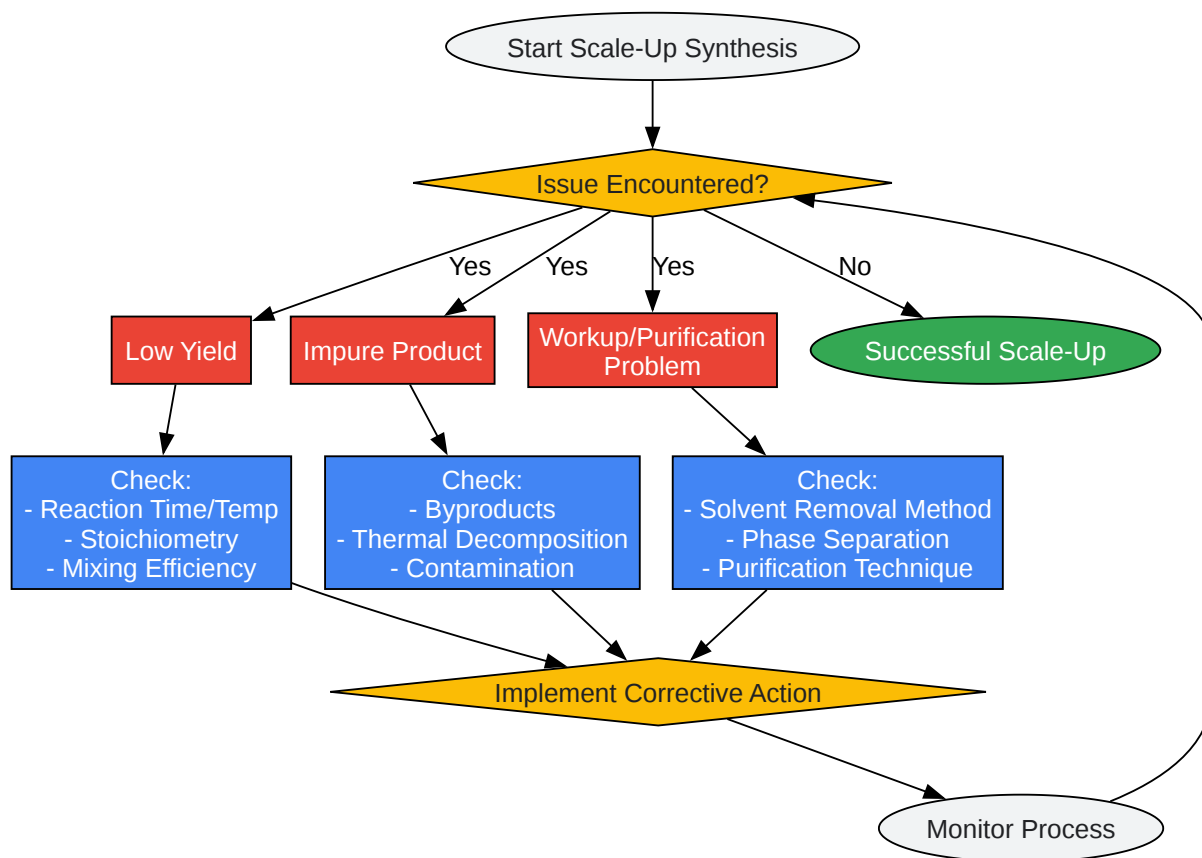 Start Scale-Up Synthesis
Issue Encountered?
Yes
Yes
Yes
No
Low Yield
Impure Product
Workup/Purification
Problem
Successful Scale-Up
Check:
- Reaction Time/Temp
- Stoichiometry
- Mixing Efficiency
Check:
- Byproducts
- Thermal Decomposition
- Contamination
Check:
- Solvent Removal Method
- Phase Separation
- Purification Technique
Implement Corrective Action
Monitor Process